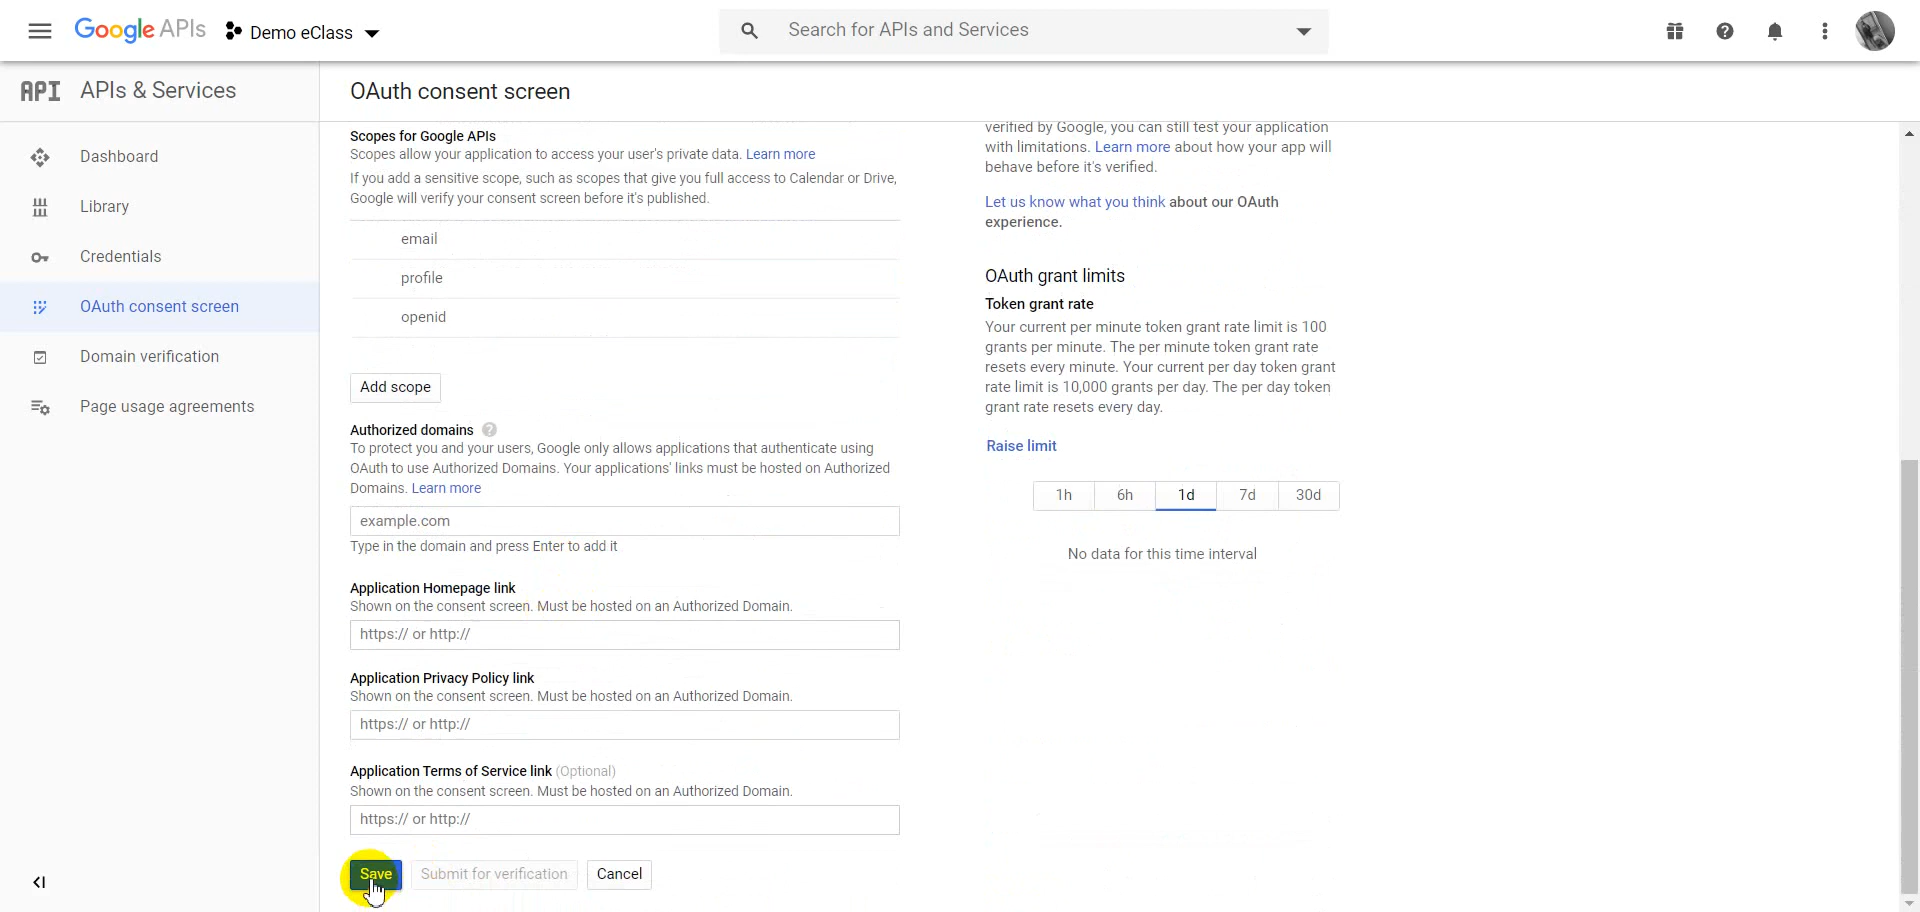 Google APIs
Demo eClass
Search for APIs and Services
API APIs & Services
OAuth consent screen
Dashboard
Library
Credentials
OAuth consent screen
Domain verification
Page usage agreements
Scopes for Google APIs
Scopes allow your application to access your user's private data. Learn more
If you add a sensitive scope, such as scopes that give you full access to Calendar or Drive,
Google will verify your consent screen before it's published.
email
profile
openid
Add scope
Authorized domains ?
To protect you and your users, Google only allows applications that authenticate using
OAuth to use Authorized Domains. Your applications' links must be hosted on Authorized
Domains. Learn more
example.com
Type in the domain and press Enter to add it
Application Homepage link
Shown on the consent screen. Must be hosted on an Authorized Domain.
https:// or http://
Application Privacy Policy link
Shown on the consent screen. Must be hosted on an Authorized Domain.
https:// or http://
Application Terms of Service link (Optional)
Shown on the consent screen. Must be hosted on an Authorized Domain.
https:// or http://
Save
Submit for verification
Cancel
verified by Google, you can still test your application
with limitations. Learn more about how your app will
behave before it's verified.
Let us know what you think about our OAuth
experience.
OAuth grant limits
Token grant rate
Your current per minute token grant rate limit is 100
grants per minute. The per minute token grant rate
resets every minute. Your current per day token grant
rate limit is 10,000 grants per day. The per day token
grant rate resets every day.
Raise limit
1h 6h 1d 7d 30d
No data for this time interval